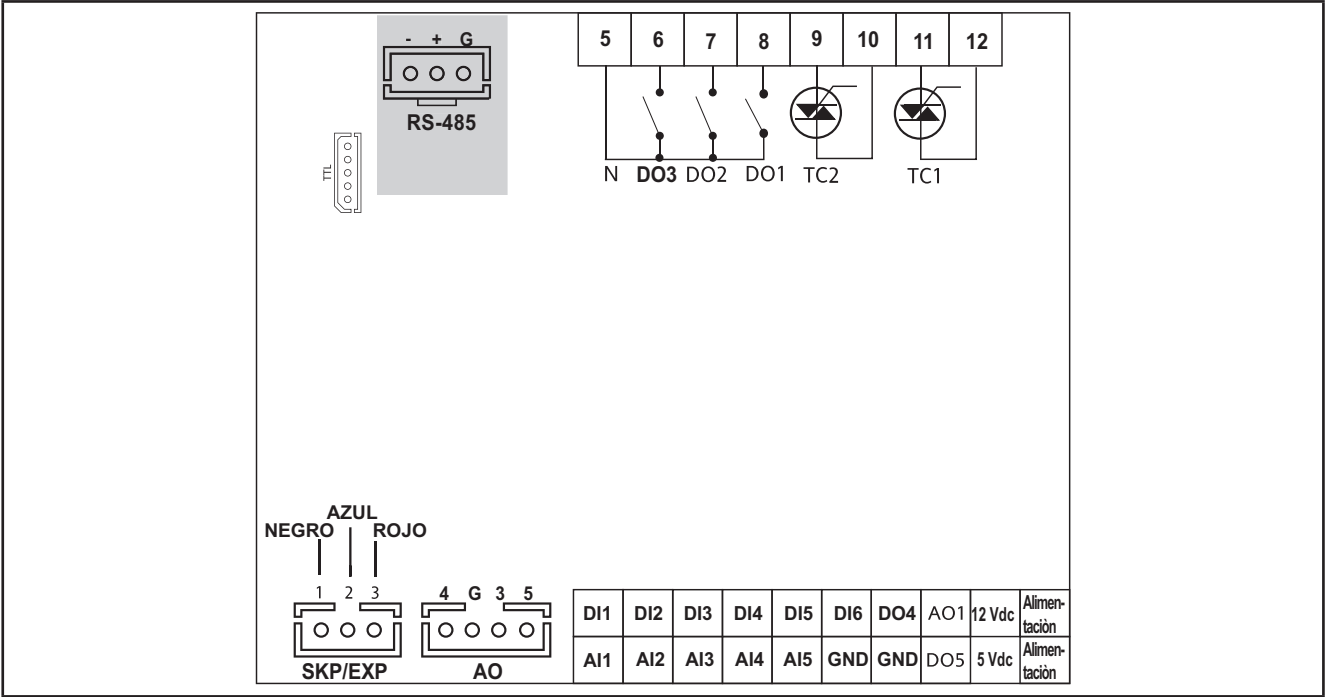 - + G
RS-485
TTL
5 6 7 8 9 10 11 12
N DO3 DO2 DO1 TC2 TC1
AZUL
NEGRO ROJO
1 2 3
SKP/EXP
4 G 3 5
AO
DI1 DI2 DI3 DI4 DI5 DI6 DO4 AO1 12 Vdc Alimen-
taciòn
AI1 AI2 AI3 AI4 AI5 GND GND DO5 5 Vdc Alimen-
taciòn